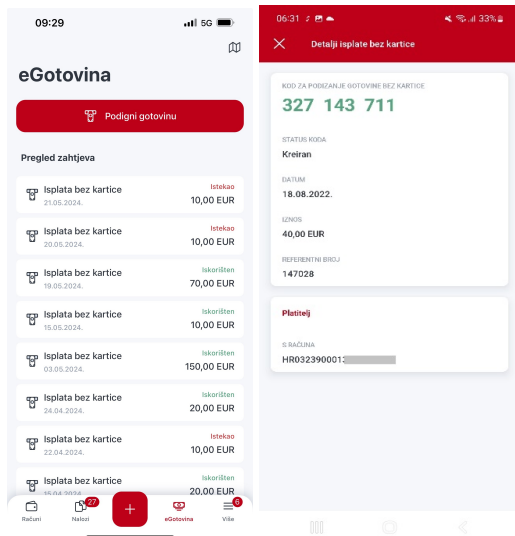 09:29
5G
eGotovina
Podigni gotovinu
Pregled zahtjeva
Isplata bez kartice
Istekao
21.05.2024.
10,00 EUR
Isplata bez kartice
Istekao
20.05.2024.
10,00 EUR
Isplata bez kartice
Iskorišten
19.05.2024.
70,00 EUR
Isplata bez kartice
Iskorišten
15.05.2024.
10,00 EUR
Isplata bez kartice
Iskorišten
03.05.2024.
150,00 EUR
Isplata bez kartice
Iskorišten
24.04.2024.
20,00 EUR
Isplata bez kartice
Istekao
22.04.2024.
10,00 EUR
Isplata bez kartice
Iskorišten
15.04.2024.
20,00 EUR
27
6
Računi
Nalozi
eGotovina
Više
06:31
33%
Detalji isplate bez kartice
KOD ZA PODIZANJE GOTOVINE BEZ KARTICE
327 143 711
STATUS KODA
Kreiran
DATUM
18.08.2022.
IZNOS
40,00 EUR
REFERENTNI BROJ
147028
Platitelj
S RAČUNA
HR032390001